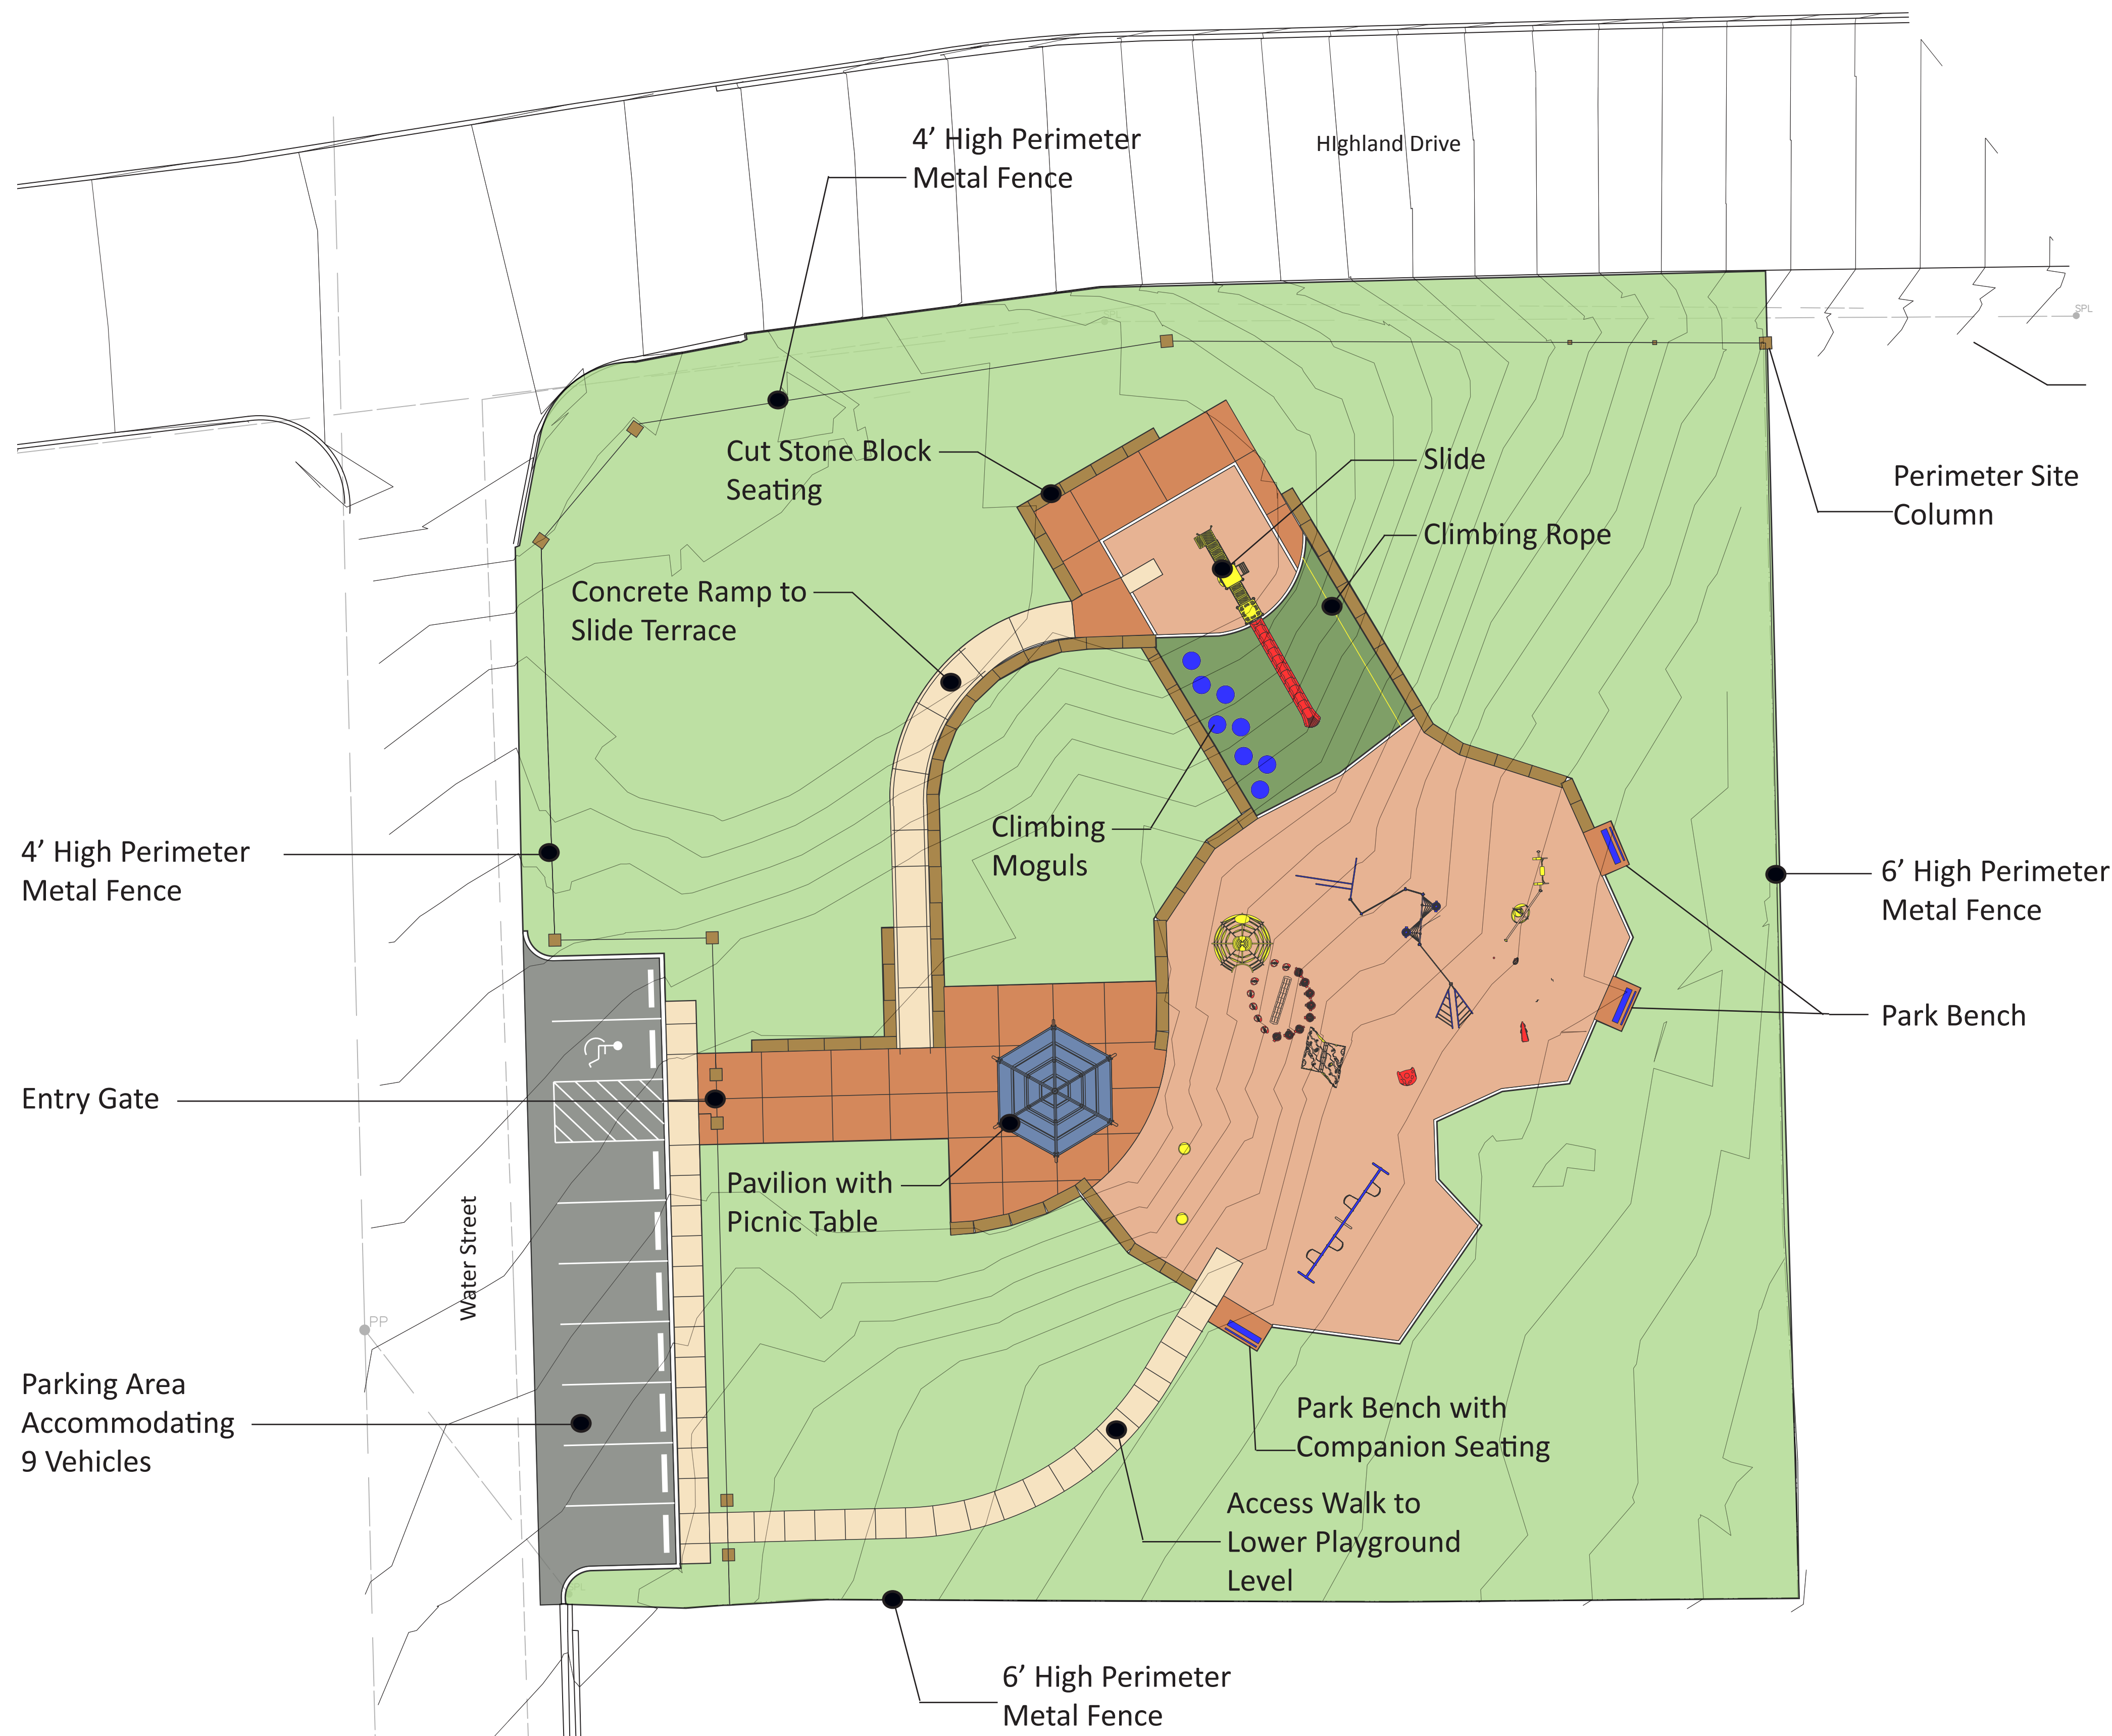 4’ High Perimeter
Metal Fence
HIghland Drive
SPL
Cut Stone Block
Seating
Slide
Perimeter Site
Column
Climbing Rope
Concrete Ramp to
Slide Terrace
Climbing
Moguls
4’ High Perimeter
Metal Fence
6’ High Perimeter
Metal Fence
Park Bench
Entry Gate
Pavilion with
Picnic Table
Water Street
PP
Parking Area
Accommodating
9 Vehicles
Park Bench with
Companion Seating
Access Walk to
Lower Playground
Level
6’ High Perimeter
Metal Fence